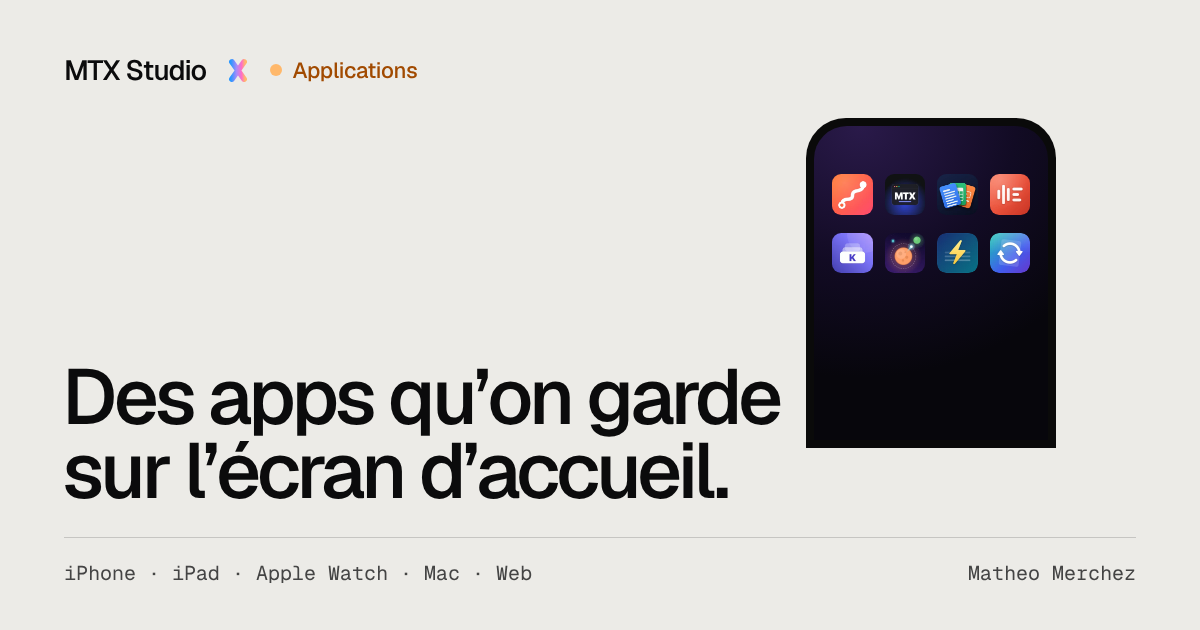 MTX Studio
Applications
MTX
K
Des apps qu’on garde
sur l’écran d’accueil.
iPhone · iPad · Apple Watch · Mac · Web
Matheo Merchez